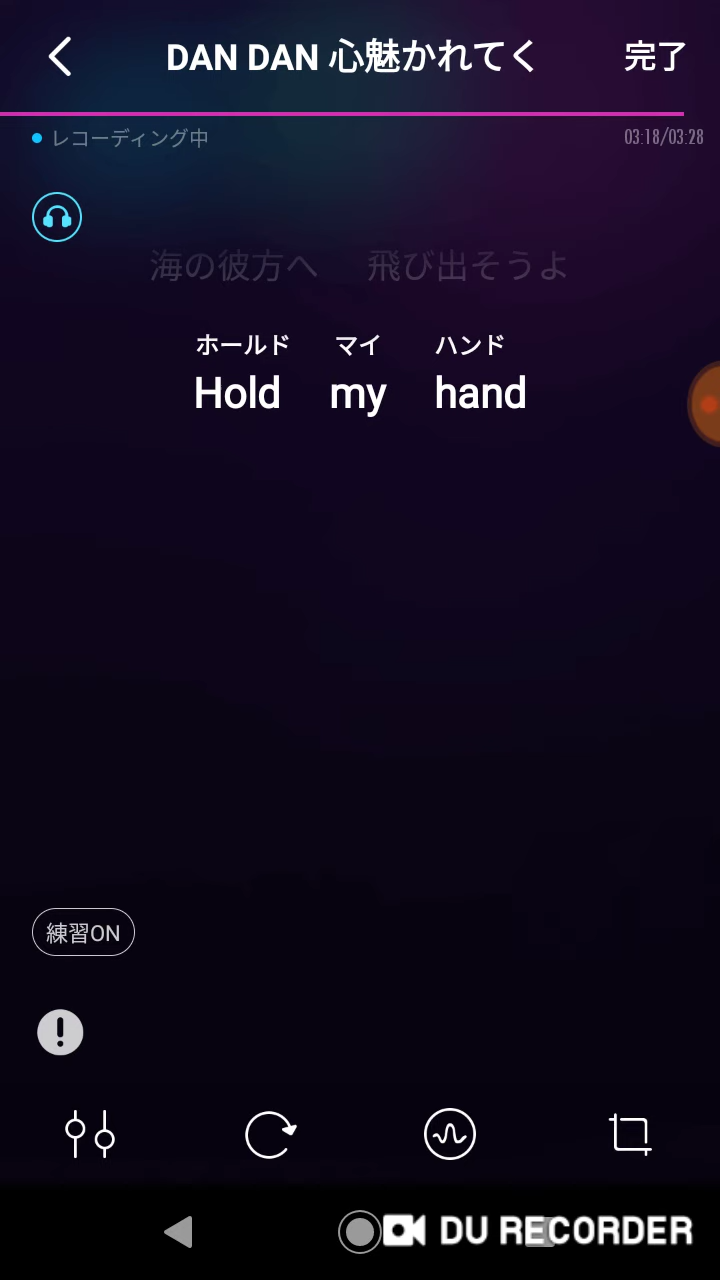 DAN DAN 心魅かれてく 完了
レコーディング中 03:18/03:28
海の彼方へ 飛び出そうよ
ホールド マイ ハンド
Hold my hand
練習ON
DU RECORDER